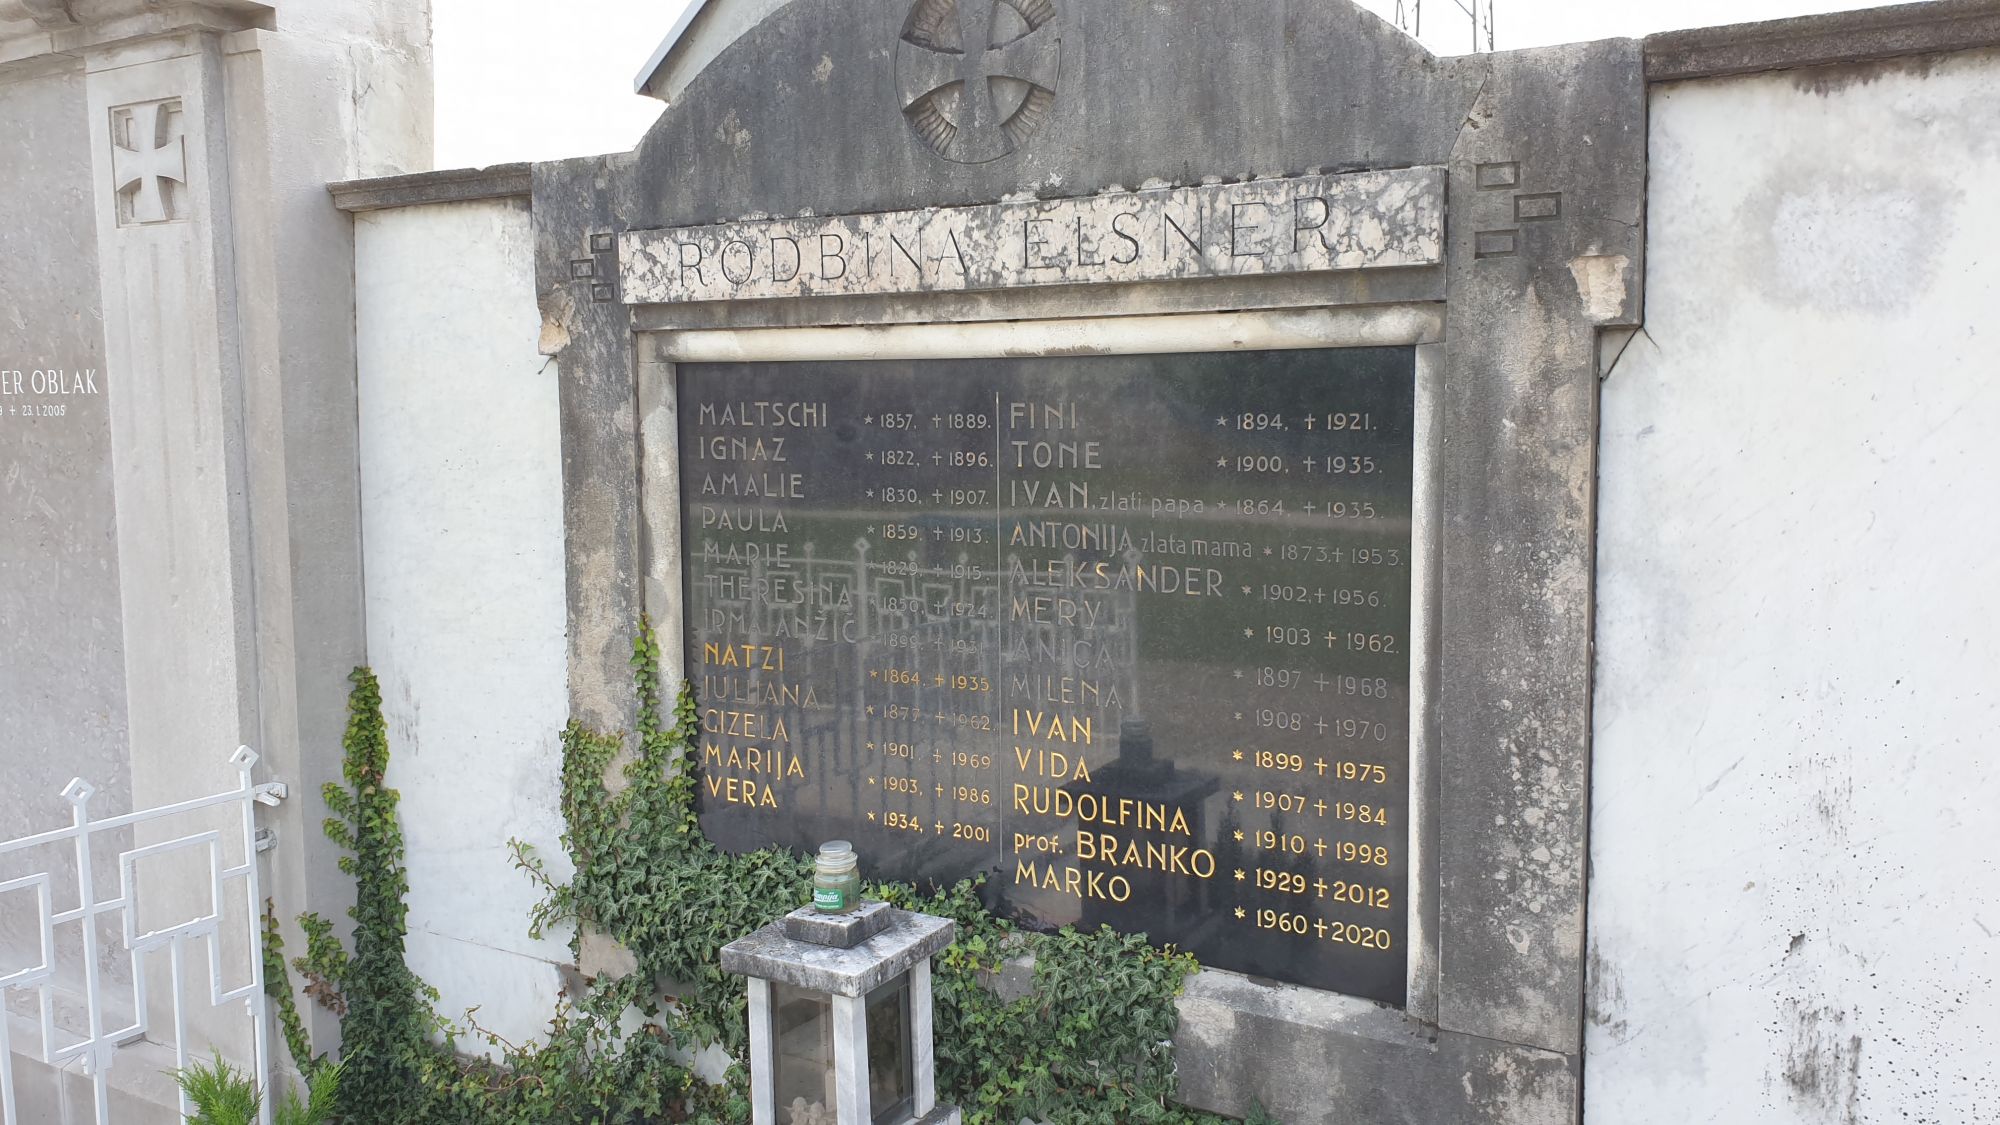 ER OBLAK
9 + 23.1.2005
RODBINA ELSNER
MALTSCHI * 1857, + 1889.
IGNAZ * 1822, + 1896.
AMALIE * 1830, + 1907.
PAULA * 1859, + 1913.
MARIE * 1829, + 1915.
THERESINA * 1850, + 1924.
IRMA JANŽIČ * 1899, + 1931.
NATZI * 1864, + 1935.
JULIJANA * 1877, + 1962.
GIZELA * 1901, + 1969
MARIJA * 1903, + 1986
VERA * 1934, + 2001
FINI * 1894, + 1921.
TONE * 1900, + 1935.
IVAN, zlati papa * 1864, + 1935.
ANTONIJA zlata mama * 1873, + 1953.
ALEKSANDER * 1902, + 1956.
MERY * 1903 + 1962.
ANICA * 1897 + 1968.
MILENA * 1908 + 1970
IVAN * 1899 + 1975
VIDA * 1907 + 1984
RUDOLFINA * 1910 + 1998
prof. BRANKO * 1929 + 2012
MARKO * 1960 + 2020